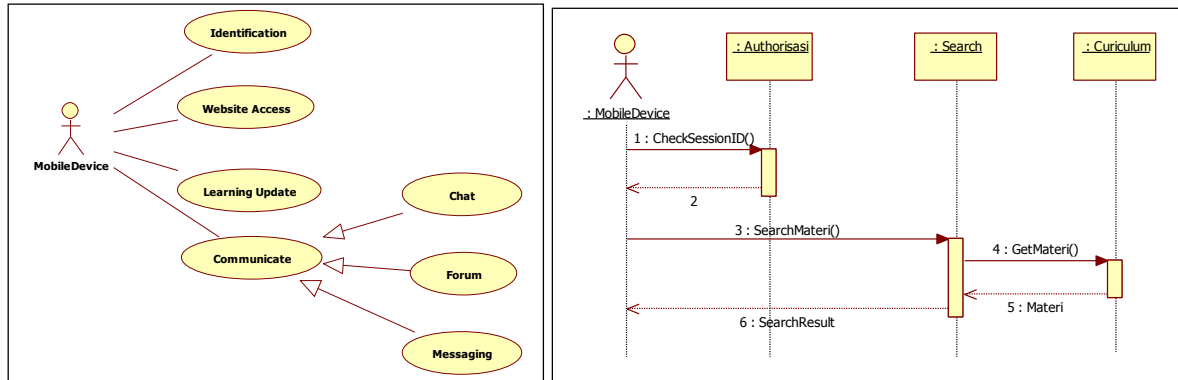 Identification
Website Access
MobileDevice
Learning Update
Chat
Communicate
Forum
Messaging
: Authorisasi
: Search
: Curiculum
: MobileDevice
1 : CheckSessionID()
2
3 : SearchMateri()
4 : GetMateri()
5 : Materi
6 : SearchResult